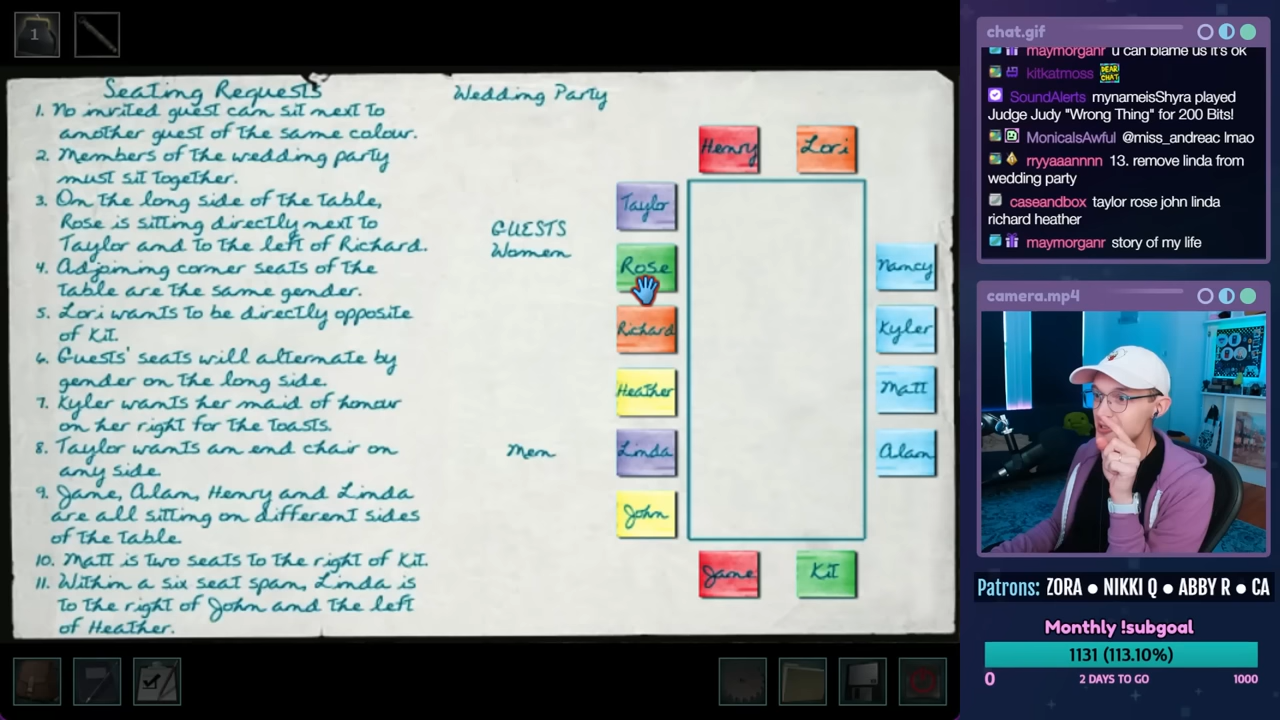 1
Seating Requests
1. No invited guest can sit next to
another guest of the same colour.
2. Members of the wedding party
must sit together.
3. On the long side of the table,
Rose is sitting directly next to
Taylor and to the left of Richard.
4. Adjoining corner seats of the
table are the same gender.
5. Lori wants to be directly opposite
of Kit.
6. Guests' seats will alternate by
gender on the long side.
7. Kyler wants her maid of honour
on her right for the toasts.
8. Taylor wants an end chair on
any side.
9. Jane, Alan, Henry and Linda
are all sitting on different sides
of the table.
10. Matt is two seats to the right of Kit.
11. Within a six seat span, Linda is
to the right of John and the left
of Heather.
Wedding Party
GUESTS
Women
Men
Henry
Lori
Taylor
Rose
Richard
Heather
Linda
John
Nancy
Kyler
Matt
Alan
Jane
Kit
chat.gif
maymorganr u can blame us it's ok
kitkatmoss DEAR CHAT
SoundAlerts mynameisShyra played
Judge Judy "Wrong Thing" for 200 Bits!
MonicaIsAwful @miss_andreac lmao
rryyaaannnn 13. remove linda from
wedding party
caseandbox taylor rose john linda
richard heather
maymorganr story of my life
camera.mp4
Patrons: ZORA ● NIKKI Q ● ABBY R ● CA
Monthly !subgoal
1131 (113.10%)
0 2 DAYS TO GO 1000